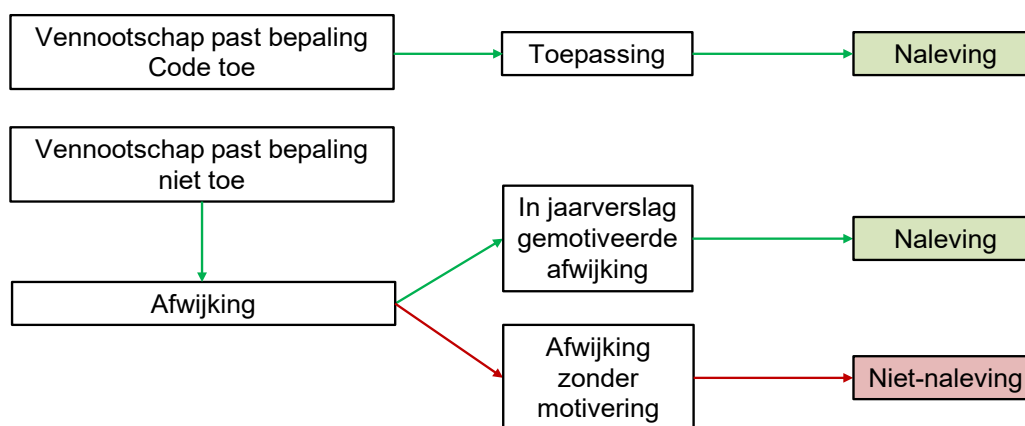 Vennootschap past bepaling
Code toe
Toepassing
Naleving
Vennootschap past bepaling
niet toe
In jaarverslag
gemotiveerde
afwijking
Naleving
Afwijking
Afwijking
zonder
motivering
Niet-naleving